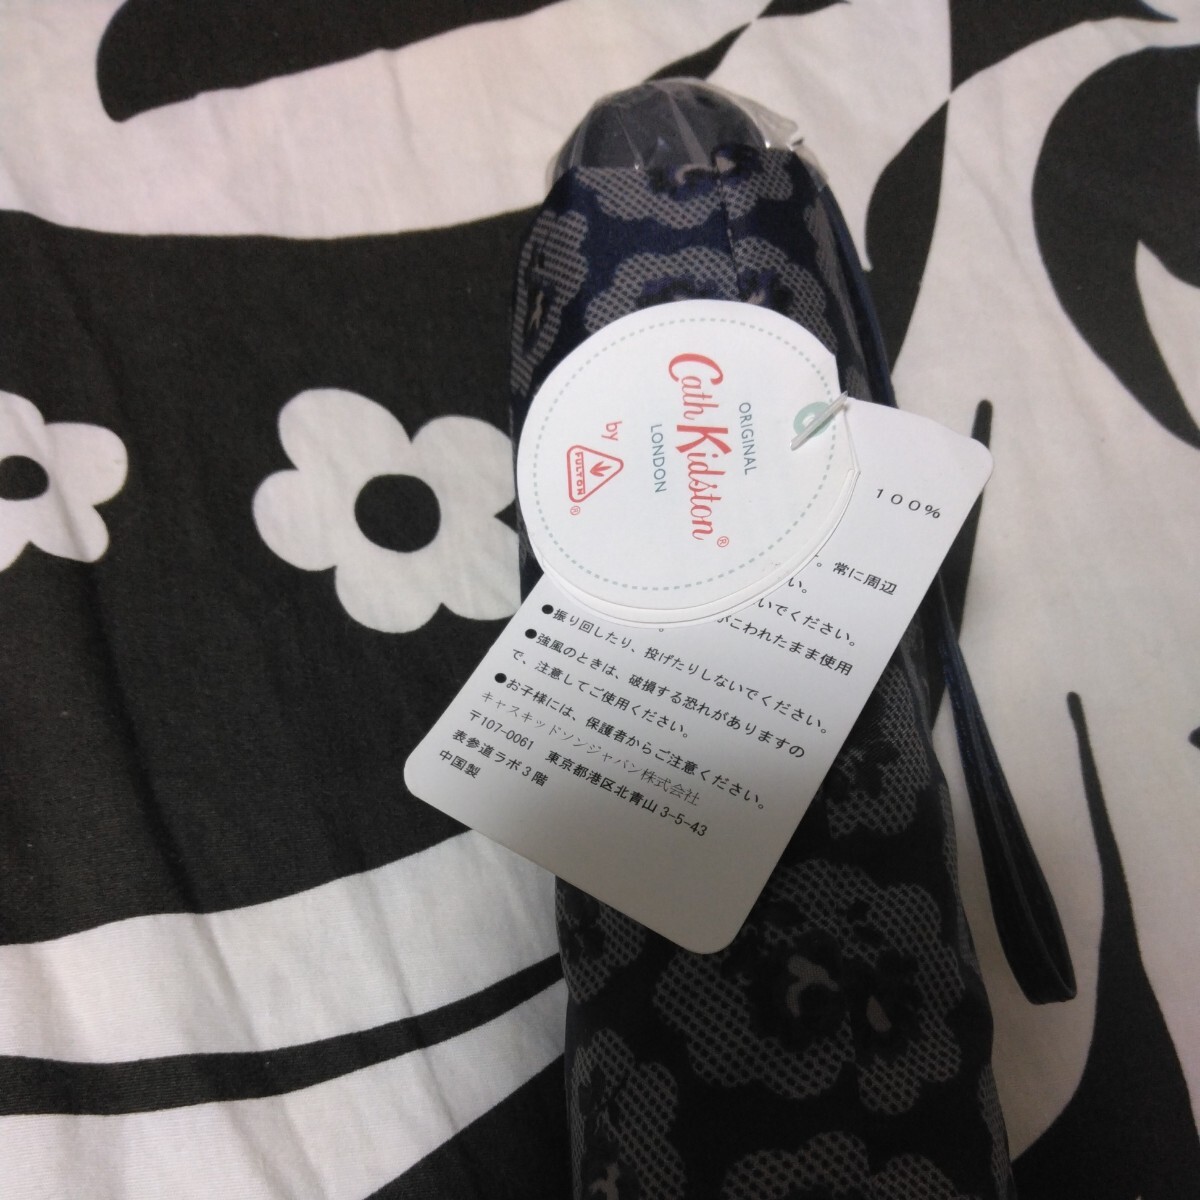 ORIGINAL
Cath Kidston®
LONDON
by
FULTON®
100%
す。常に周辺
い。
いでください。
がこわれたまま使用
。
●振り回したり、投げたりしないでください。
●強風のときは、破損する恐れがありますの
で、注意してご使用ください。
●お子様には、保護者からご注意ください。
キャスキッドソンジャパン株式会社
〒107-0061 東京都港区北青山3-5-43
表参道ラボ3階
中国製